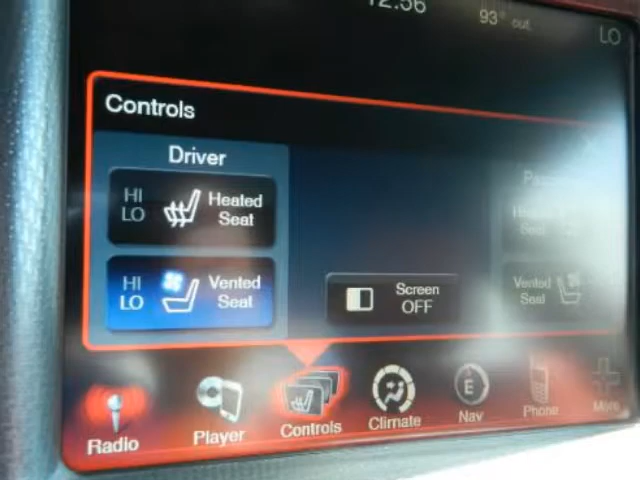 12:56
93° out
LO
Controls
Driver
HI
LO
Heated
Seat
HI
LO
Vented
Seat
Screen
OFF
Vented
Seat
Radio
Player
Controls
Climate
E
Nav
Phone
More